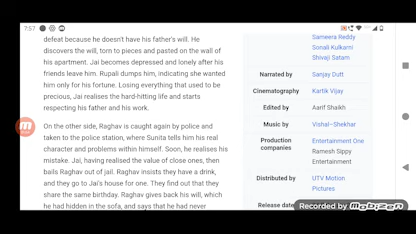 7:57
defeat because he doesn't have his father's will. He
discovers the will, torn to pieces and pasted on the wall of
his apartment. Jai becomes depressed and lonely after his
friends leave him. Rupali dumps him, indicating she wanted
him only for his fortune. Losing everything that used to be
precious, Jai realises the hard-hitting life and starts
respecting his father and his work.
On the other side, Raghav is caught again by police and
taken to the police station, where Sunita tells him his real
character and problems within himself. Soon, he realises his
mistake. Jai, having realised the value of close ones, then
bails Raghav out of jail. Raghav insists they have a drink,
and they go to Jai's house for one. They find out that they
share the same birthday. Raghav gives back his will, which
he had hidden in the sofa, and says that he had never
Sameera Reddy
Sonali Kulkarni
Shivaji Satam
Narrated by Sanjay Dutt
Cinematography Kartik Vijay
Edited by Aarif Shaikh
Music by Vishal–Shekhar
Production Entertainment One
companies Ramesh Sippy
Entertainment
Distributed by UTV Motion
Pictures
Release date
Recorded by MOBIZEN